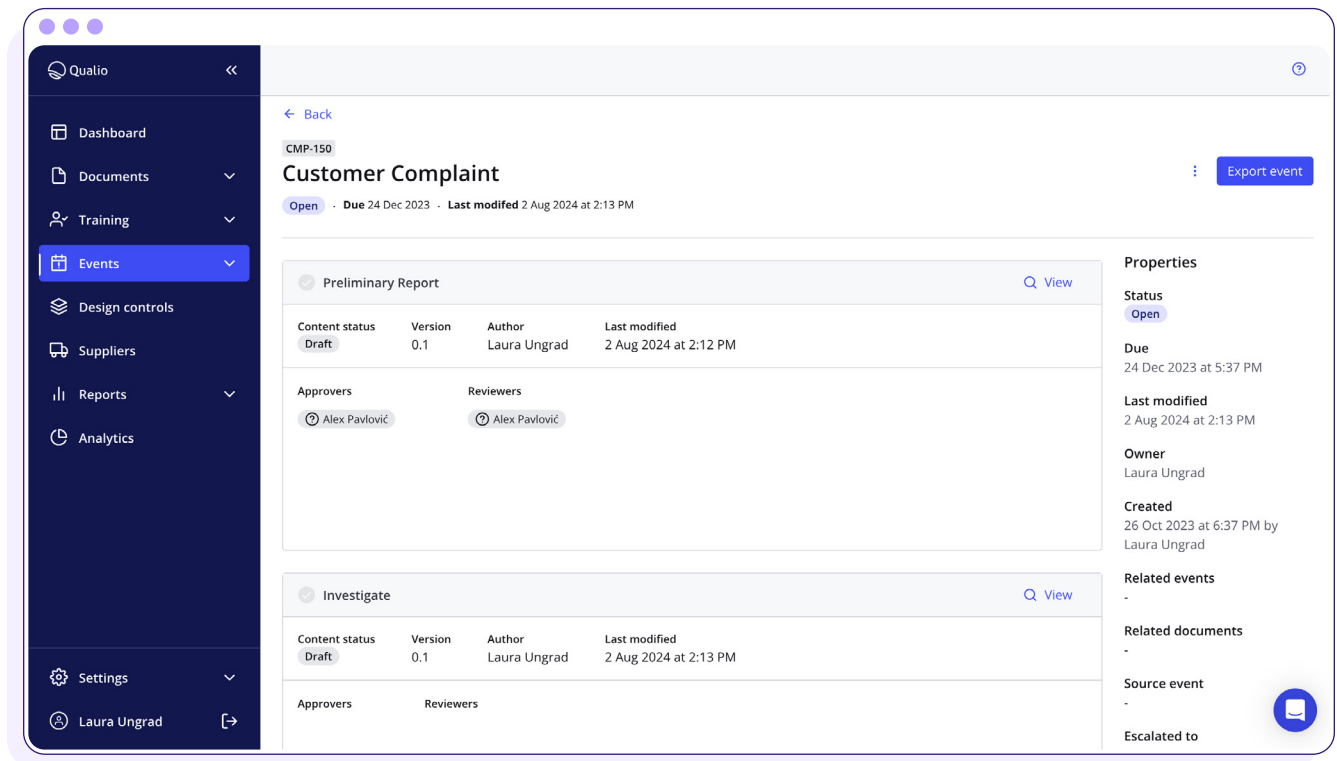 Qualio
Dashboard
Documents
Training
Events
Design controls
Suppliers
Reports
Analytics
Settings
Laura Ungrad
Back
CMP-150
Customer Complaint
Export event
Open · Due 24 Dec 2023 · Last modifed 2 Aug 2024 at 2:13 PM
Preliminary Report
View
Content status Version Author Last modified
Draft 0.1 Laura Ungrad 2 Aug 2024 at 2:12 PM
Approvers Reviewers
Alex Pavlović Alex Pavlović
Investigate
View
Content status Version Author Last modified
Draft 0.1 Laura Ungrad 2 Aug 2024 at 2:13 PM
Approvers Reviewers
Properties
Status
Open
Due
24 Dec 2023 at 5:37 PM
Last modified
2 Aug 2024 at 2:13 PM
Owner
Laura Ungrad
Created
26 Oct 2023 at 6:37 PM by
Laura Ungrad
Related events
-
Related documents
-
Source event
-
Escalated to